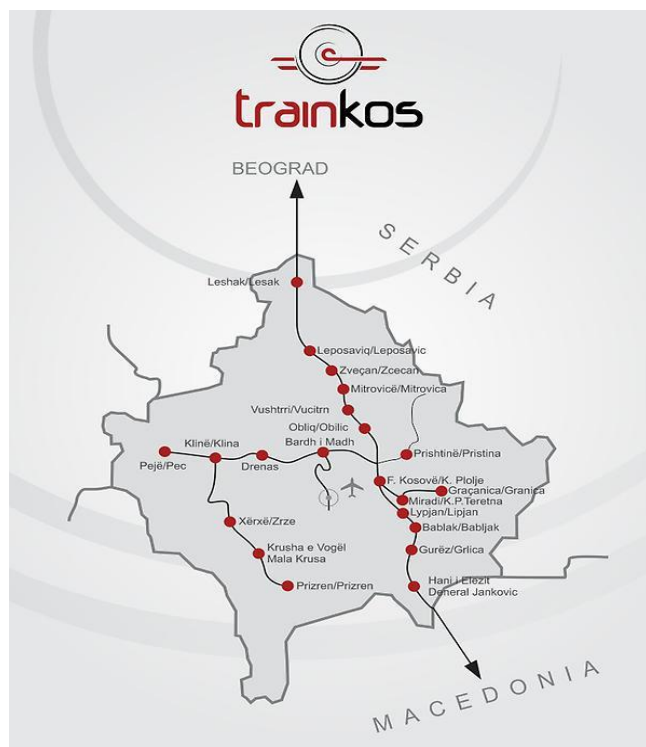 trainkos
BEOGRAD
SERBIA
Leshak/Lesak
Leposaviq/Leposavic
Zveçan/Zcecan
Mitrovicë/Mitrovica
Vushtrri/Vucitrn
Obliq/Obilic
Bardh i Madh
Klinë/Klina
Prishtinë/Pristina
Pejë/Pec
Drenas
F. Kosovë/K. Plolje
Graçanica/Granica
Miradi/K.P.Teretna
Lypjan/Lipjan
Xërxë/Zrze
Bablak/Babljak
Krusha e Vogël
Mala Krusa
Gurëz/Grlica
Prizren/Prizren
Hani i Elezit
Deneral Jankovic
MACEDONIA